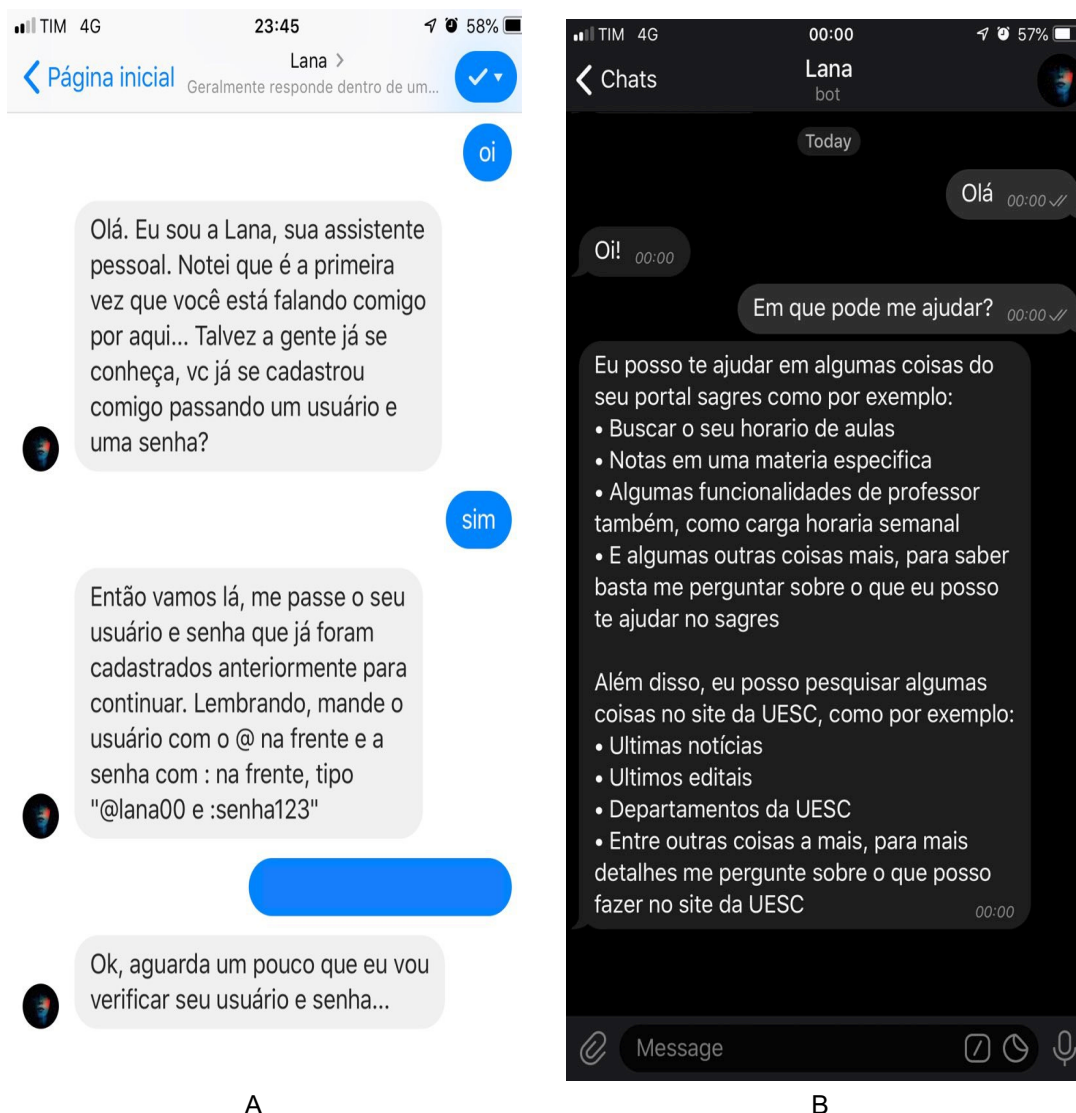 TIM 4G 23:45 58%
Página inicial
Lana >
Geralmente responde dentro de um...
oi
Olá. Eu sou a Lana, sua assistente
pessoal. Notei que é a primeira
vez que você está falando comigo
por aqui... Talvez a gente já se
conheça, vc já se cadastrou
comigo passando um usuário e
uma senha?
sim
Então vamos lá, me passe o seu
usuário e senha que já foram
cadastrados anteriormente para
continuar. Lembrando, mande o
usuário com o @ na frente e a
senha com : na frente, tipo
"@lana00 e :senha123"
Ok, aguarda um pouco que eu vou
verificar seu usuário e senha...
A
TIM 4G 00:00 57%
Chats
Lana
bot
Today
Olá 00:00
Oi! 00:00
Em que pode me ajudar? 00:00
Eu posso te ajudar em algumas coisas do
seu portal sagres como por exemplo:
• Buscar o seu horario de aulas
• Notas em uma materia especifica
• Algumas funcionalidades de professor
também, como carga horaria semanal
• E algumas outras coisas mais, para saber
basta me perguntar sobre o que eu posso
te ajudar no sagres
Além disso, eu posso pesquisar algumas
coisas no site da UESC, como por exemplo:
• Ultimas notícias
• Ultimos editais
• Departamentos da UESC
• Entre outras coisas a mais, para mais
detalhes me pergunte sobre o que posso
fazer no site da UESC 00:00
Message
B